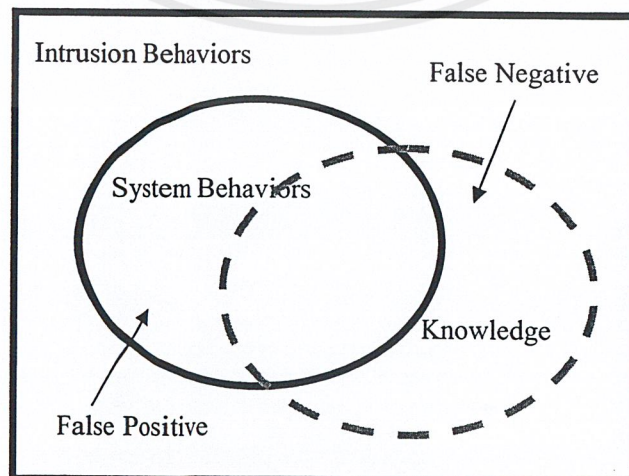 Intrusion Behaviors
False Negative
System Behaviors
Knowledge
False Positive